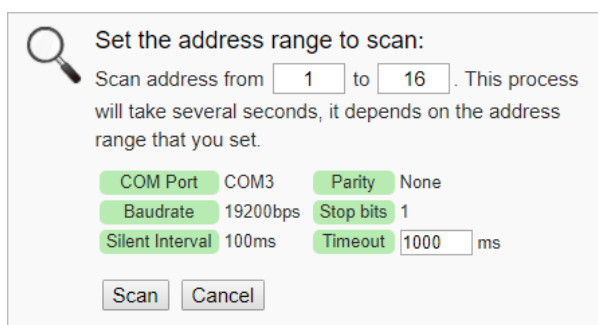 Set the address range to scan:
Scan address from 1 to 16 . This process
will take several seconds, it depends on the address
range that you set.
COM Port COM3 Parity None
Baudrate 19200bps Stop bits 1
Silent Interval 100ms Timeout 1000 ms
Scan Cancel